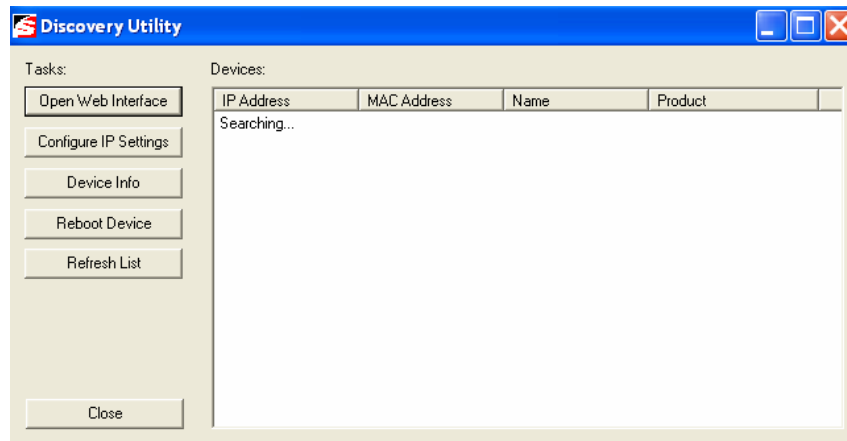 Discovery Utility
Tasks:
Devices:
Open Web Interface
Configure IP Settings
Device Info
Reboot Device
Refresh List
Close
IP Address MAC Address Name Product
Searching...